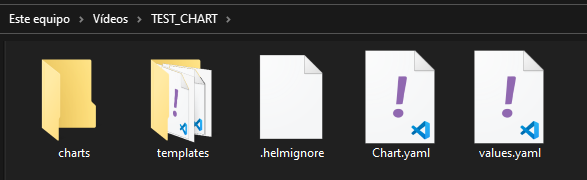 Este equipo > Vídeos > TEST_CHART >
charts
templates
.helmignore
Chart.yaml
values.yaml